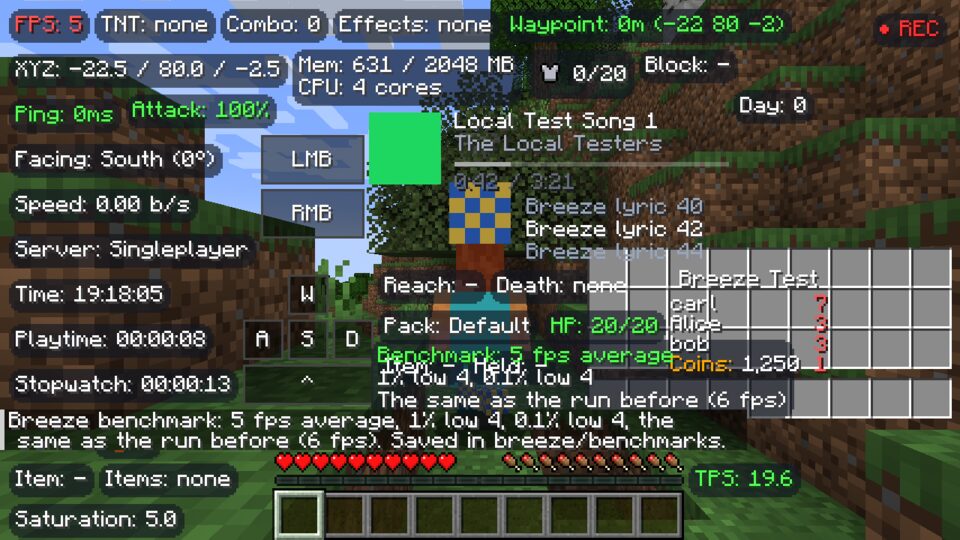 FPS: 5
TNT: none
Combo: 0
Effects: none
Waypoint: 0m (-22 80 -2)
REC
XYZ: -22.5 / 80.0 / -2.5
Mem: 631 / 2048 MB
CPU: 4 cores
0/20
Block: -
Day: 0
Ping: 0ms
Attack: 100%
Local Test Song 1
The Local Testers
0:42 / 3:21
Facing: South (0°)
LMB
Speed: 0.00 b/s
RMB
Breeze lyric 40
Breeze lyric 42
Breeze lyric 44
Server: Singleplayer
Reach: -
Death: none
Breeze Test
carl 7
Alice 3
bob 3
Coins: 1,250 1
Time: 19:18:05
W
Pack: Default
HP: 20/20
Playtime: 00:00:08
A
S
D
Benchmark: 5 fps average
Item: -
Held: -
1% low 4, 0.1% low 4
The same as the run before (6 fps)
Stopwatch: 00:00:13
^
Breeze benchmark: 5 fps average, 1% low 4, 0.1% low 4, the
same as the run before (6 fps). Saved in breeze/benchmarks.
Item: -
Items: none
TPS: 19.6
Saturation: 5.0